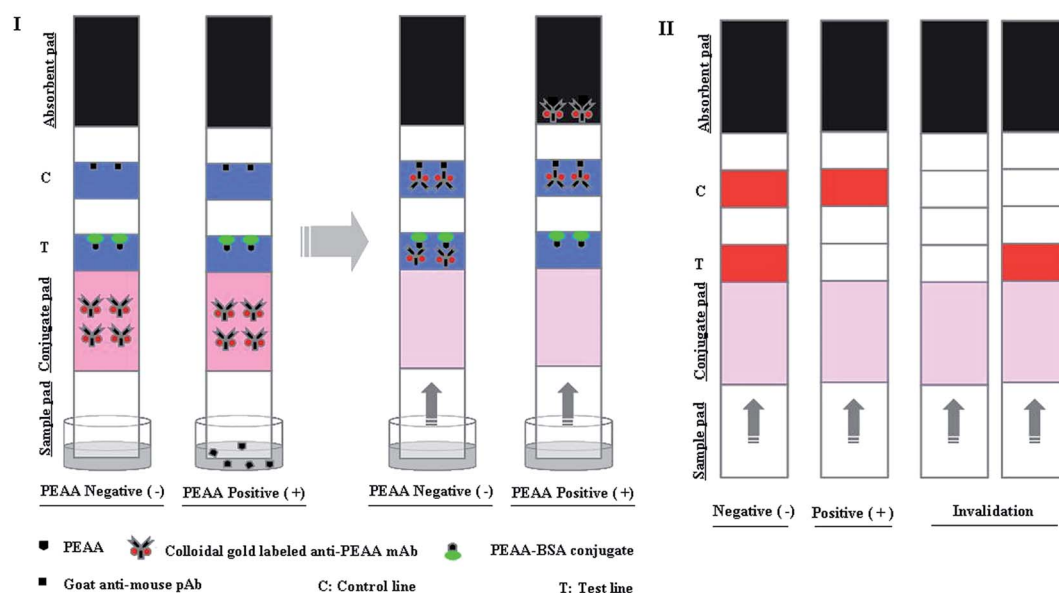 I
Absorbent pad
C
T
Conjugate pad
Sample pad
PEAA Negative (-)
PEAA Positive (+)
PEAA Negative (-)
PEAA Positive (+)
PEAA
Colloidal gold labeled anti-PEAA mAb
PEAA-BSA conjugate
Goat anti-mouse pAb
C: Control line
T: Test line
II
Absorbent pad
C
T
Conjugate pad
Sample pad
Negative (-)
Positive (+)
Invalidation